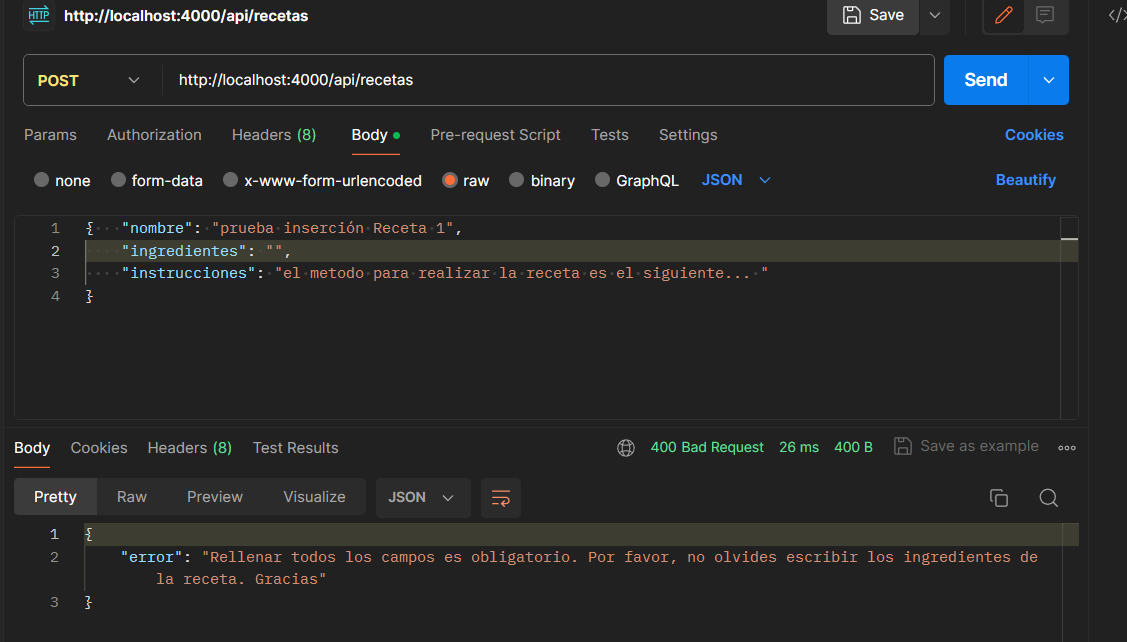 HTTP http://localhost:4000/api/recetas Save </>
POST http://localhost:4000/api/recetas Send
Params Authorization Headers (8) Body Pre-request Script Tests Settings Cookies
none form-data x-www-form-urlencoded raw binary GraphQL JSON Beautify
1 { "nombre": "prueba inserción Receta 1",
2 "ingredientes": "",
3 "instrucciones": "el metodo para realizar la receta es el siguiente... "
4 }
Body Cookies Headers (8) Test Results 400 Bad Request 26 ms 400 B Save as example
Pretty Raw Preview Visualize JSON
1 {
2 "error": "Rellenar todos los campos es obligatorio. Por favor, no olvides escribir los ingredientes de
la receta. Gracias"
3 }